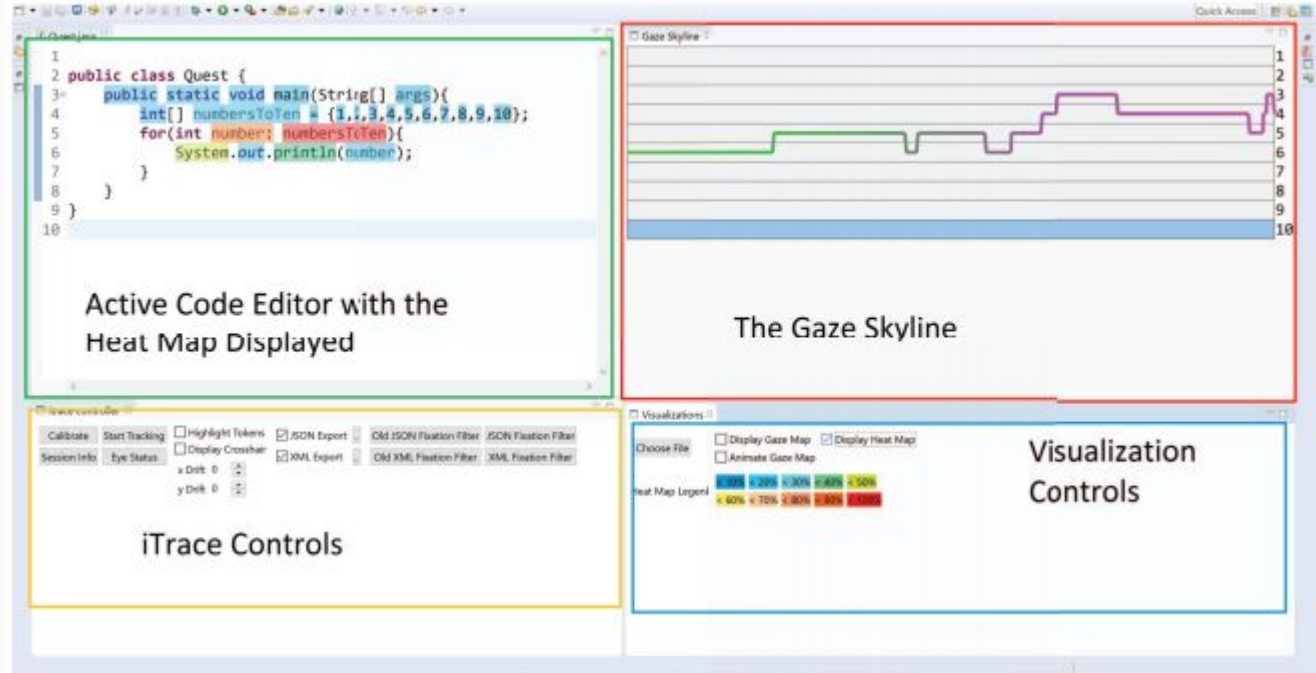 Quick Access
Quest.java
1
2 public class Quest {
3 public static void main(String[] args){
4 int[] numbersToTen = {1,2,3,4,5,6,7,8,9,10};
5 for(int number: numbersToTen){
6 System.out.println(number);
7 }
8 }
9 }
10
Active Code Editor with the
Heat Map Displayed
Gaze Skyline
1
2
3
4
5
6
7
8
9
10
The Gaze Skyline
iTrace Controller
Calibrate Start Tracking Highlight Tokens JSON Export ... Old JSON Fixation Filter JSON Fixation Filter
Session Info Eye Status Display Crosshair XML Export ... Old XML Fixation Filter XML Fixation Filter
x Drift 0
y Drift 0
iTrace Controls
Visualizations
Choose File Display Gaze Map Display Heat Map
Animate Gaze Map
Heat Map Legend < 10% < 20% < 30% < 40% < 50%
< 60% < 70% < 80% < 90% < 100%
Visualization
Controls